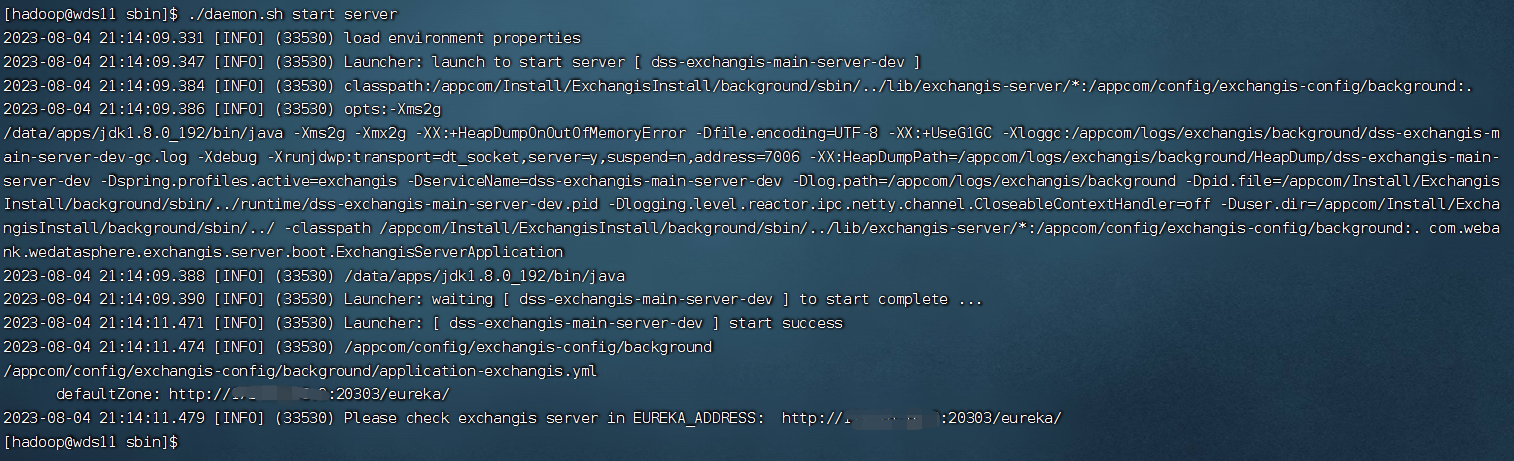 [hadoop@wds11 sbin]$ ./daemon.sh start server
2023-08-04 21:14:09.331 [INFO] (33530) load environment properties
2023-08-04 21:14:09.347 [INFO] (33530) Launcher: launch to start server [ dss-exchangis-main-server-dev ]
2023-08-04 21:14:09.384 [INFO] (33530) classpath:/appcom/Install/ExchangisInstall/background/sbin/../lib/exchangis-server/*:/appcom/config/exchangis-config/background:.
2023-08-04 21:14:09.386 [INFO] (33530) opts:-Xms2g
/data/apps/jdk1.8.0_192/bin/java -Xms2g -Xmx2g -XX:+HeapDumpOnOutOfMemoryError -Dfile.encoding=UTF-8 -XX:+UseG1GC -Xloggc:/appcom/logs/exchangis/background/dss-exchangis-m
ain-server-dev-gc.log -Xdebug -Xrunjdwp:transport=dt_socket,server=y,suspend=n,address=7006 -XX:HeapDumpPath=/appcom/logs/exchangis/background/HeapDump/dss-exchangis-main-
server-dev -Dspring.profiles.active=exchangis -DserviceName=dss-exchangis-main-server-dev -Dlog.path=/appcom/logs/exchangis/background -Dpid.file=/appcom/Install/Exchangis
Install/background/sbin/../runtime/dss-exchangis-main-server-dev.pid -Dlogging.level.reactor.ipc.netty.channel.CloseableContextHandler=off -Duser.dir=/appcom/Install/Excha
ngisInstall/background/sbin/../ -classpath /appcom/Install/ExchangisInstall/background/sbin/../lib/exchangis-server/*:/appcom/config/exchangis-config/background:. com.weba
nk.wedatasphere.exchangis.server.boot.ExchangisServerApplication
2023-08-04 21:14:09.388 [INFO] (33530) /data/apps/jdk1.8.0_192/bin/java
2023-08-04 21:14:09.390 [INFO] (33530) Launcher: waiting [ dss-exchangis-main-server-dev ] to start complete ...
2023-08-04 21:14:11.471 [INFO] (33530) Launcher: [ dss-exchangis-main-server-dev ] start success
2023-08-04 21:14:11.474 [INFO] (33530) /appcom/config/exchangis-config/background
/appcom/config/exchangis-config/background/application-exchangis.yml
defaultZone: http:// :20303/eureka/
2023-08-04 21:14:11.479 [INFO] (33530) Please check exchangis server in EUREKA_ADDRESS: http:// :20303/eureka/
[hadoop@wds11 sbin]$